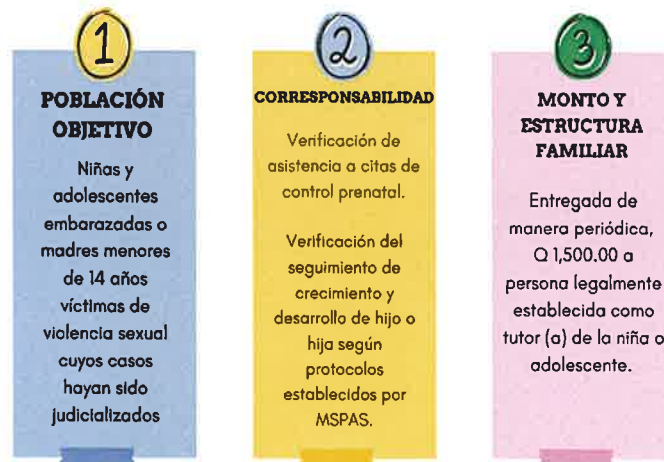 1
POBLACIÓN
OBJETIVO
Niñas y
adolescentes
embarazadas o
madres menores
de 14 años
víctimas de
violencia sexual
cuyos casos
hayan sido
judicializados
2
CORRESPONSABILIDAD
Verificación de
asistencia a citas de
control prenatal.
Verificación del
seguimiento de
crecimiento y
desarrollo de hijo o
hija según
protocolos
establecidos por
MSPAS.
3
MONTO Y
ESTRUCTURA
FAMILIAR
Entregada de
manera periódica,
Q 1,500.00 a
persona legalmente
establecida como
tutor (a) de la niña o
adolescente.